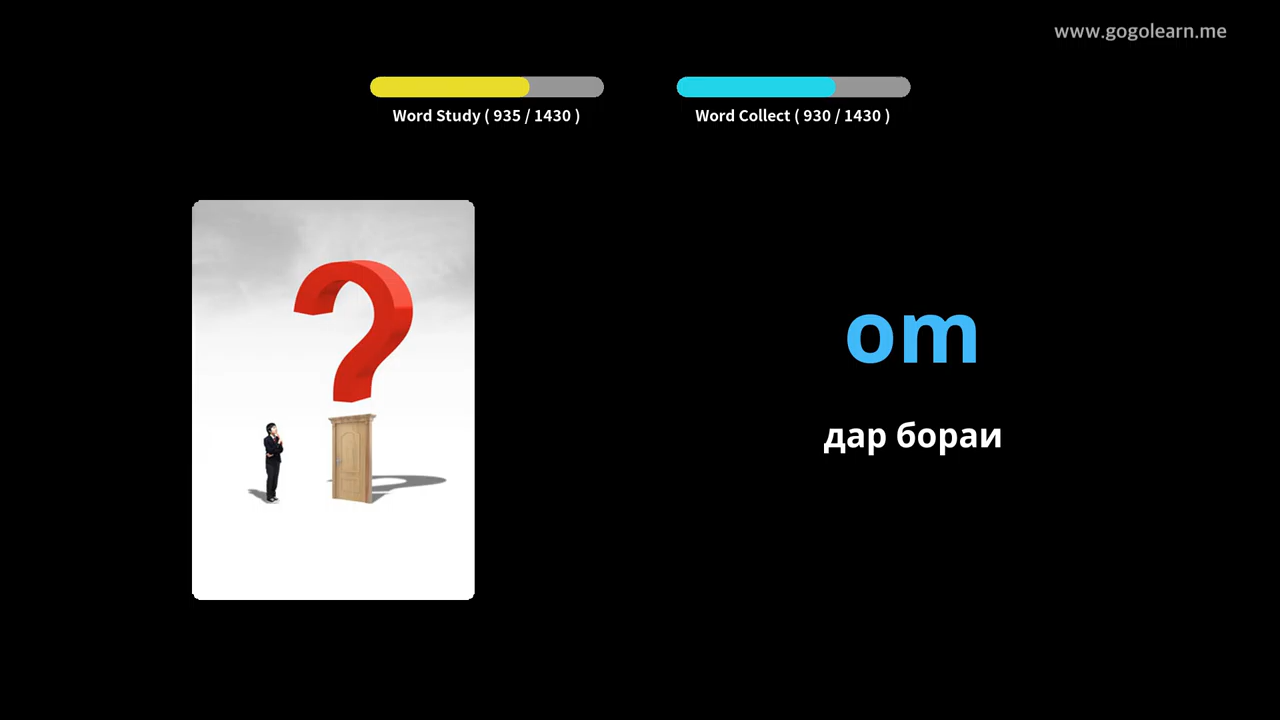 www.gogolearn.me
Word Study ( 935 / 1430 )
Word Collect ( 930 / 1430 )
om
дар бораи